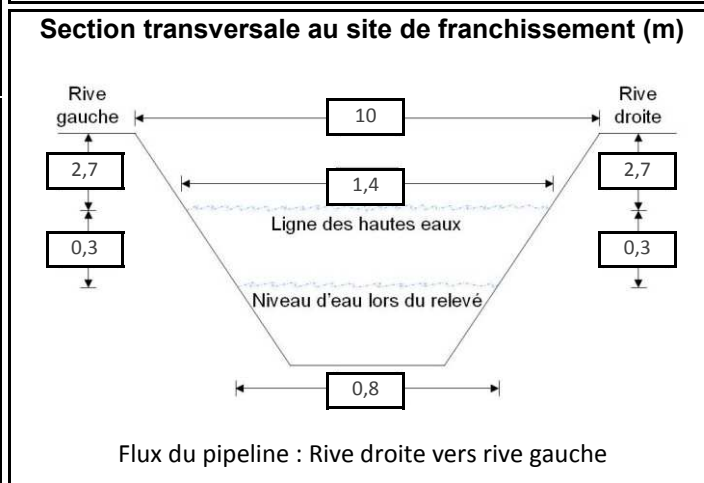 Section transversale au site de franchissement (m)
Rive gauche
10
Rive droite
2,7
1,4
2,7
Ligne des hautes eaux
0,3
0,3
Niveau d'eau lors du relevé
0,8
Flux du pipeline : Rive droite vers rive gauche